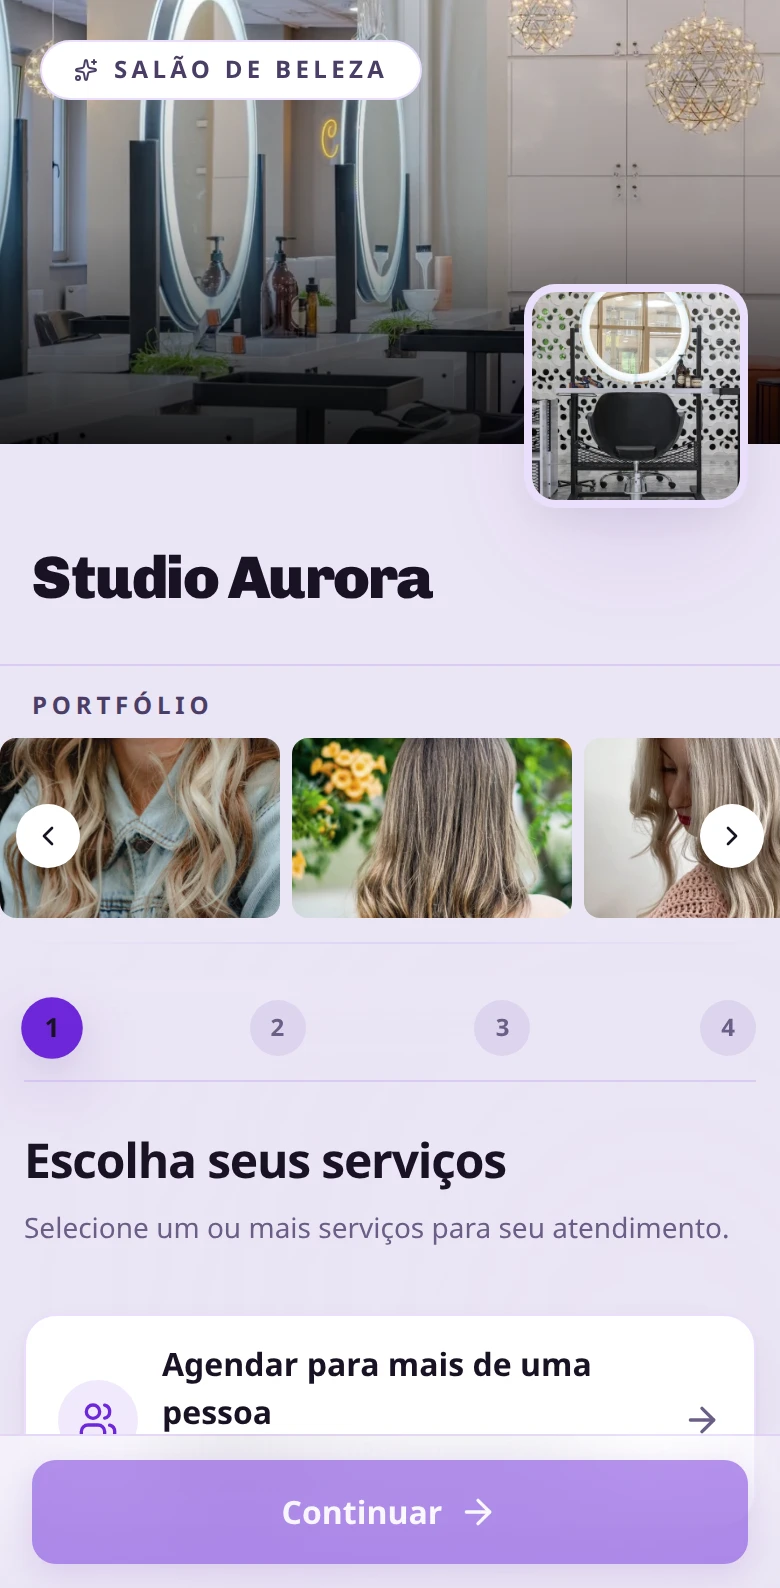 SALÃO DE BELEZA
Studio Aurora
PORTFÓLIO
1 2 3 4
Escolha seus serviços
Selecione um ou mais serviços para seu atendimento.
Agendar para mais de uma
pessoa
Continuar